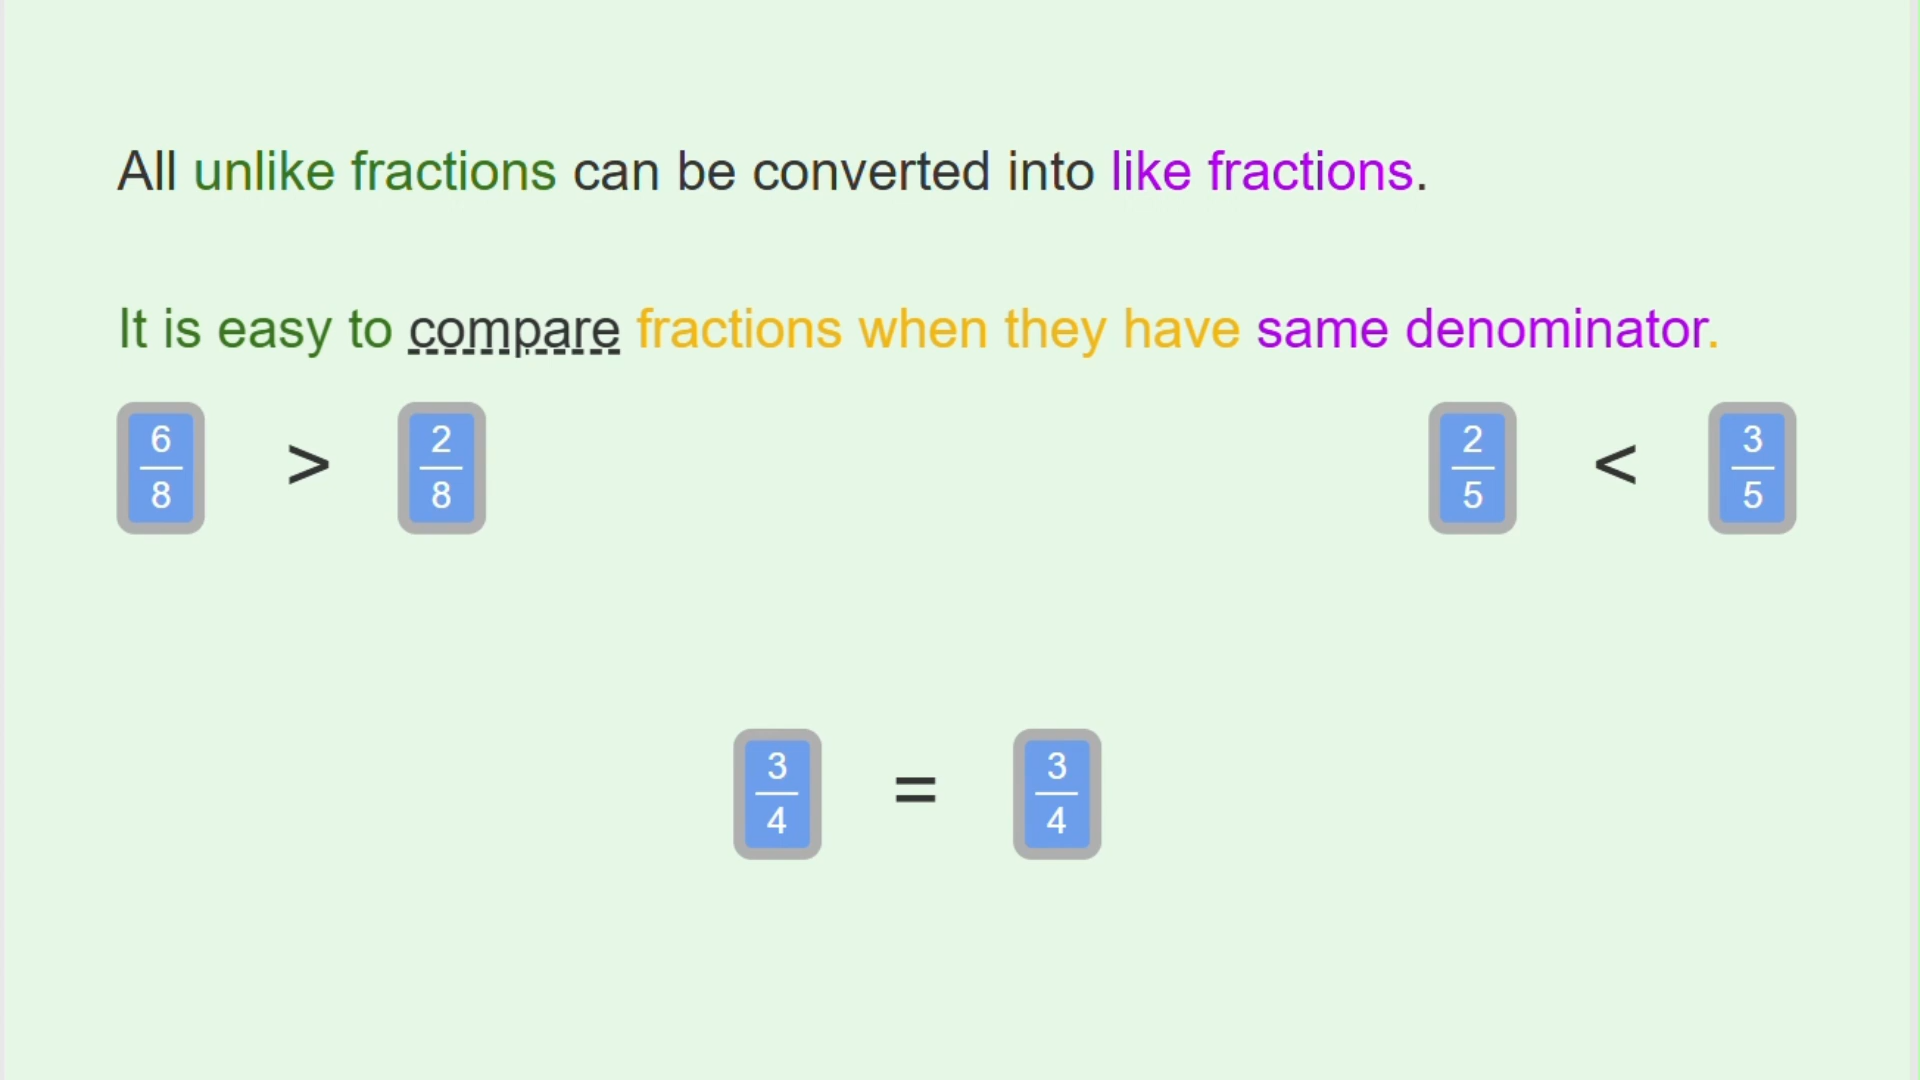 All unlike fractions can be converted into like fractions.
It is easy to compare fractions when they have same denominator.
6/8 > 2/8
2/5 < 3/5
3/4 = 3/4